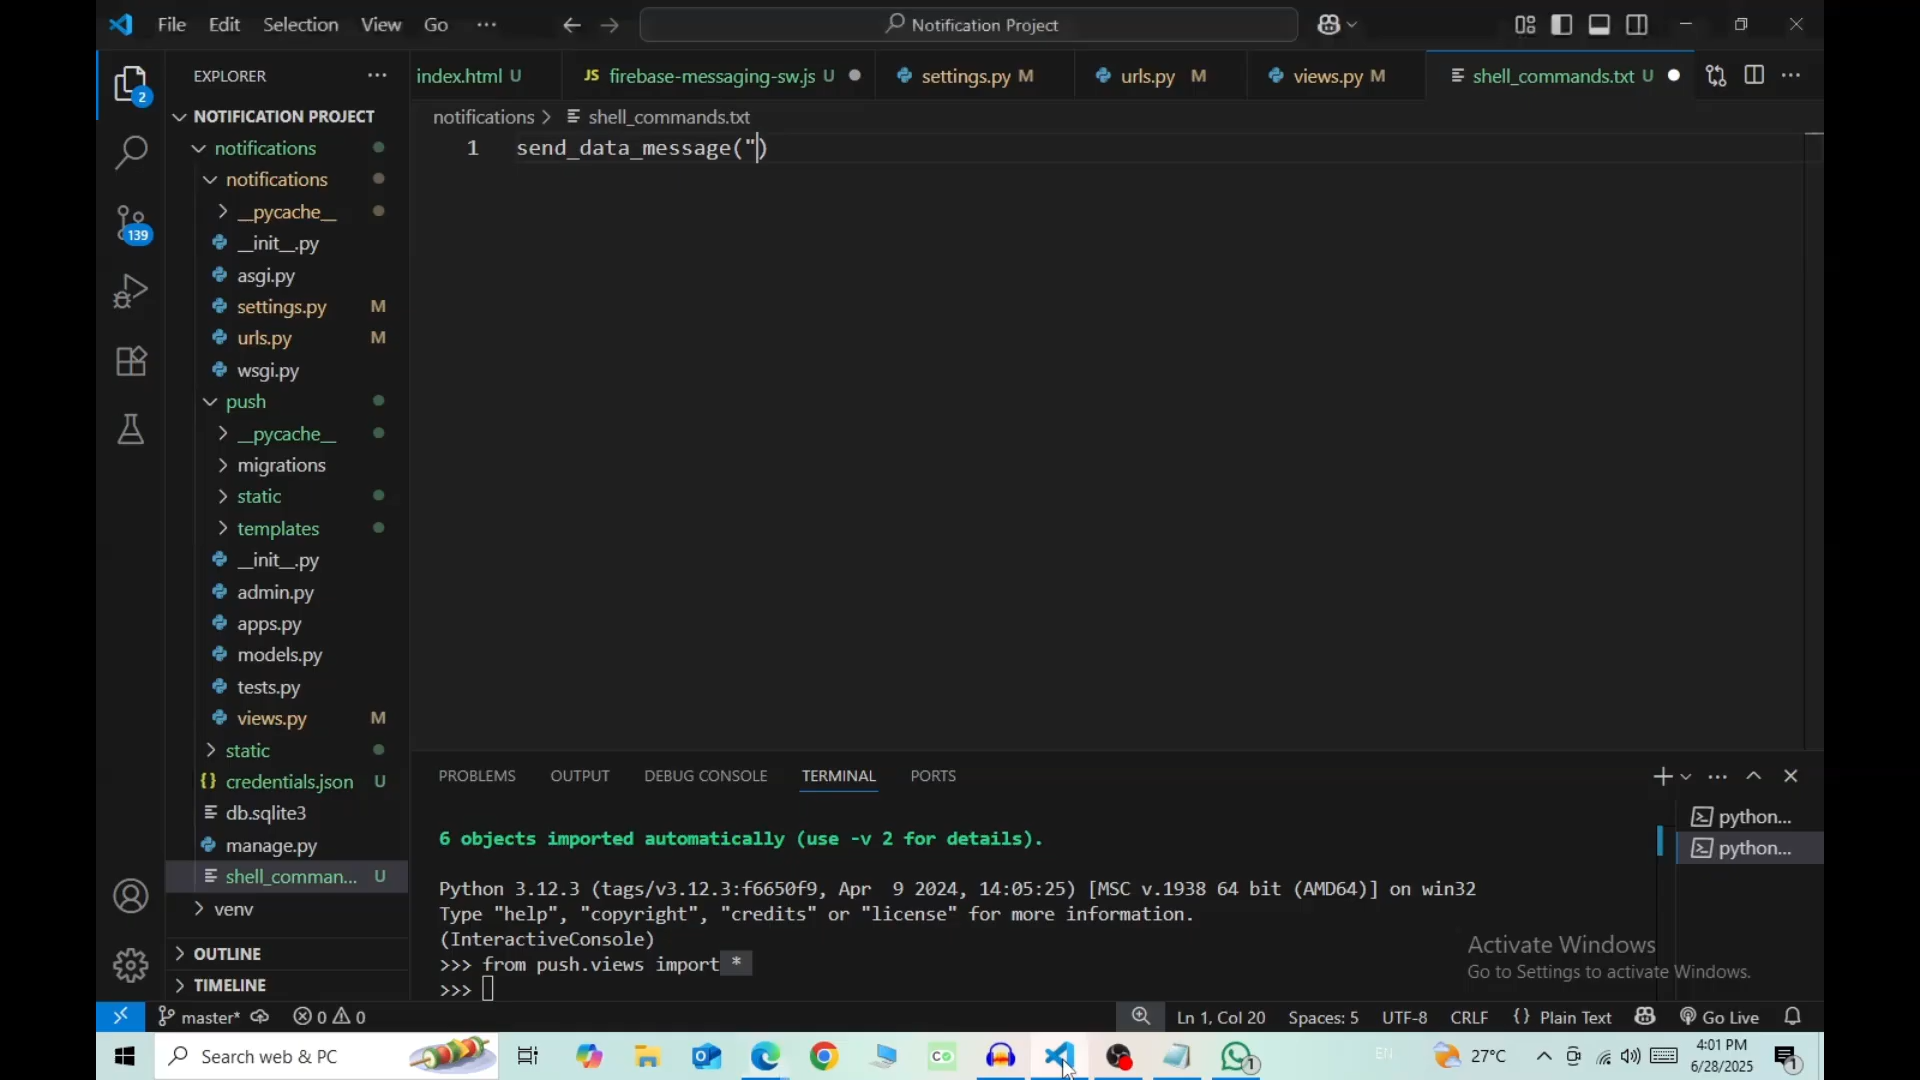 File Edit Selection View Go ··· Notification Project
EXPLORER ···
index.html U
JS firebase-messaging-sw.js U
settings.py M
urls.py M
views.py M
shell_commands.txt U
notifications > shell_commands.txt
1 send_data_message(")
NOTIFICATION PROJECT
notifications
notifications
__pycache__
__init__.py
asgi.py
settings.py M
urls.py M
wsgi.py
push
__pycache__
migrations
static
templates
__init__.py
admin.py
apps.py
models.py
tests.py
views.py M
static
{} credentials.json U
db.sqlite3
manage.py
shell_comman... U
venv
OUTLINE
TIMELINE
2
139
PROBLEMS OUTPUT DEBUG CONSOLE TERMINAL PORTS
python...
python...
6 objects imported automatically (use -v 2 for details).
Python 3.12.3 (tags/v3.12.3:f6650f9, Apr  9 2024, 14:05:25) [MSC v.1938 64 bit (AMD64)] on win32
Type "help", "copyright", "credits" or "license" for more information.
(InteractiveConsole)
>>> from push.views import *
>>>
Activate Windows
Go to Settings to activate Windows.
master* 0 0 Ln 1, Col 20 Spaces: 5 UTF-8 CRLF {} Plain Text Go Live
Search web & PC
CO
1
EN
27°C
4:01 PM
6/28/2025
1